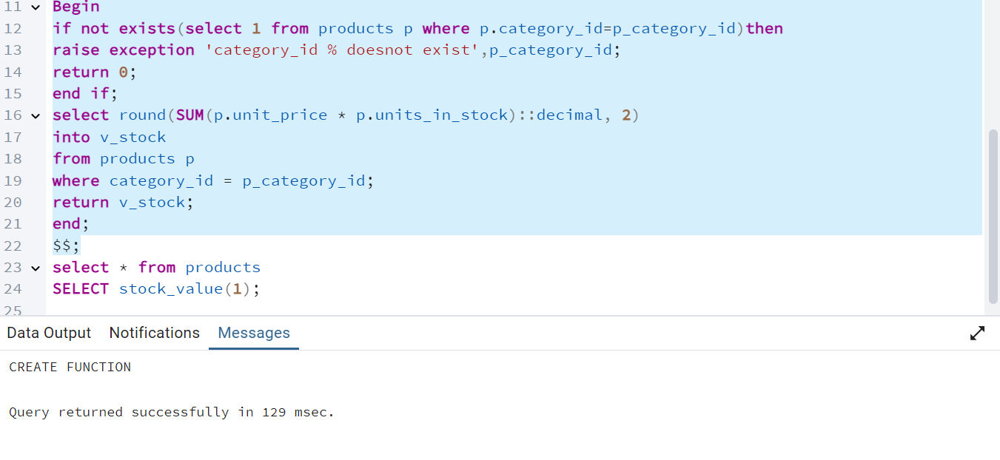 11 Begin
12 if not exists(select 1 from products p where p.category_id=p_category_id)then
13 raise exception 'category_id % doesnot exist',p_category_id;
14 return 0;
15 end if;
16 select round(SUM(p.unit_price * p.units_in_stock)::decimal, 2)
17 into v_stock
18 from products p
19 where category_id = p_category_id;
20 return v_stock;
21 end;
22 $$;
23 select * from products
24 SELECT stock_value(1);
25
Data Output Notifications Messages
CREATE FUNCTION
Query returned successfully in 129 msec.